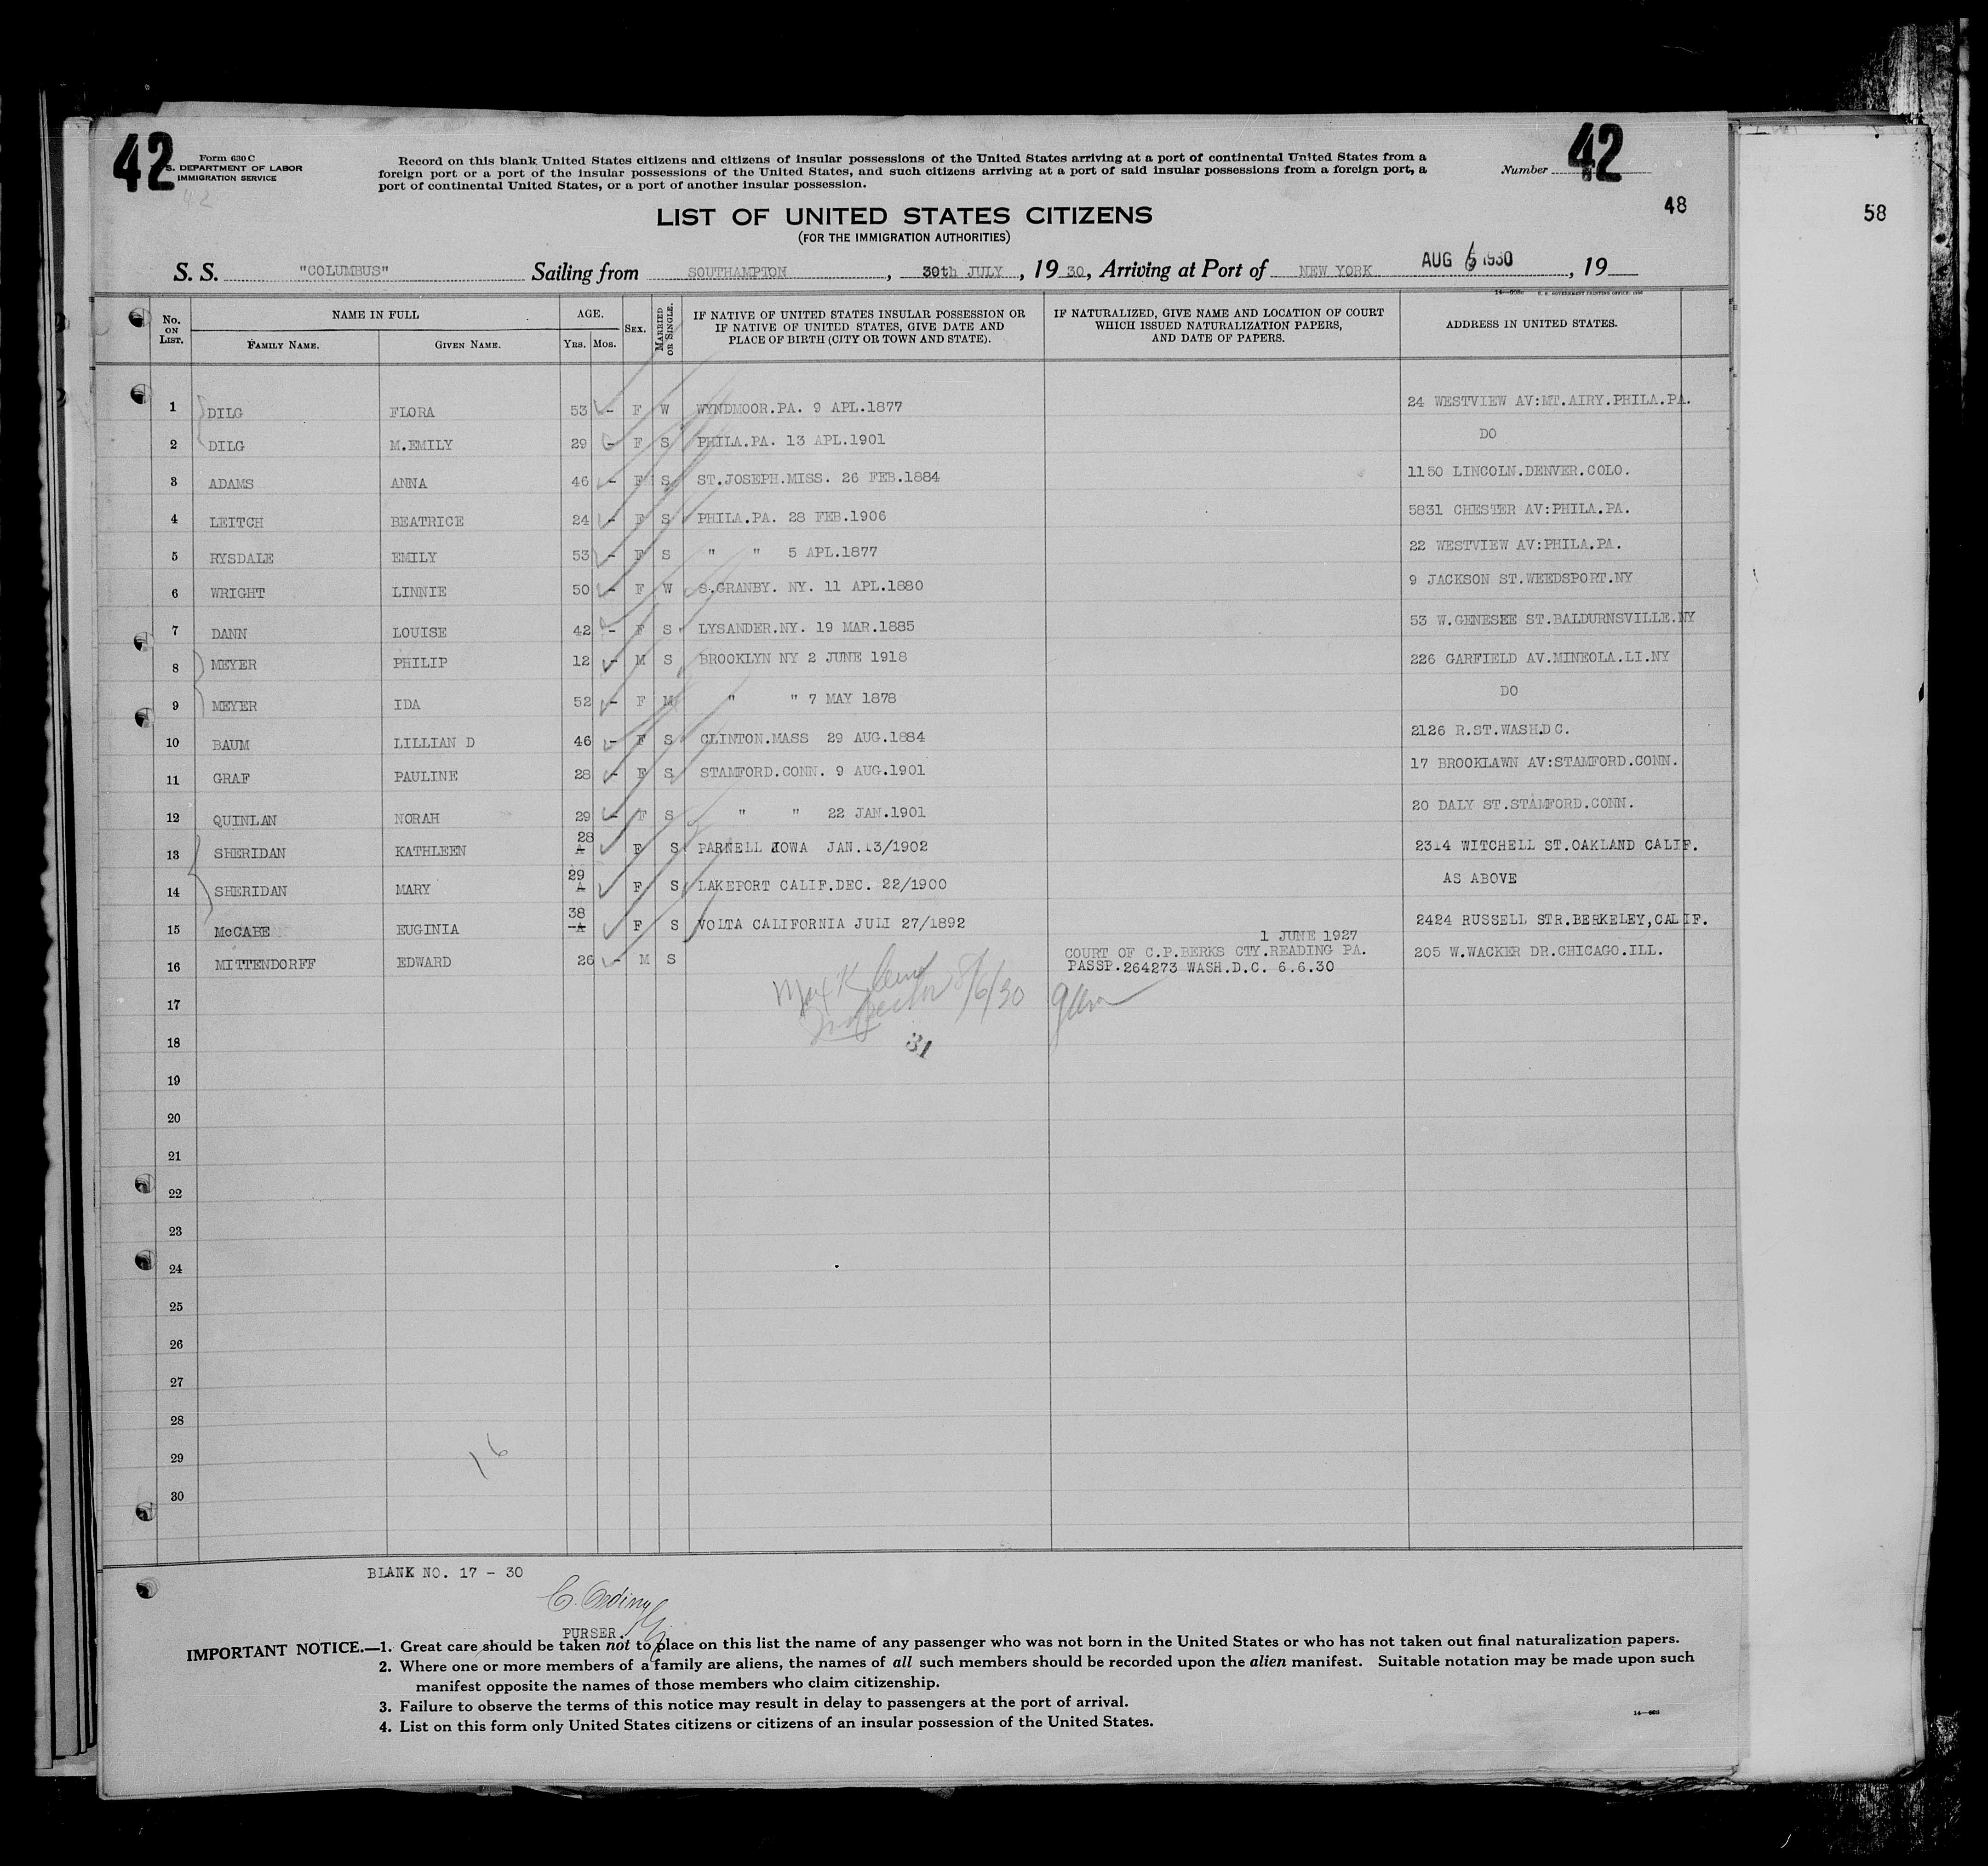 42
Form 630 C
S. DEPARTMENT OF LABOR
IMMIGRATION SERVICE
42
Record on this blank United States citizens and citizens of insular possessions of the United States arriving at a port of continental United States from a
foreign port or a port of the insular possessions of the United States, and such citizens arriving at a port of said insular possessions from a foreign port, a
port of continental United States, or a port of another insular possession.
Number 42
48
58
LIST OF UNITED STATES CITIZENS
(FOR THE IMMIGRATION AUTHORITIES)
S. S. "COLUMBUS" Sailing from SOUTHAMPTON, 30th JULY, 1930, Arriving at Port of NEW YORK AUG 6 1930, 19
No. ON LIST. NAME IN FULL FAMILY NAME. GIVEN NAME. AGE. YRS. MOS. SEX. MARRIED OR SINGLE. IF NATIVE OF UNITED STATES INSULAR POSSESSION OR IF NATIVE OF UNITED STATES, GIVE DATE AND PLACE OF BIRTH (CITY OR TOWN AND STATE). IF NATURALIZED, GIVE NAME AND LOCATION OF COURT WHICH ISSUED NATURALIZATION PAPERS, AND DATE OF PAPERS. ADDRESS IN UNITED STATES.
1 DILG FLORA 53 - F W WYNDMOOR.PA. 9 APL.1877 24 WESTVIEW AV:MT.AIRY.PHILA.PA.
2 DILG M.EMILY 29 - F S PHILA.PA. 13 APL.1901 DO
3 ADAMS ANNA 46 - F S ST.JOSEPH.MISS. 26 FEB.1884 1150 LINCOLN.DENVER.COLO.
4 LEITCH BEATRICE 24 - F S PHILA.PA. 28 FEB.1906 5831 CHESTER AV:PHILA.PA.
5 RYSDALE EMILY 53 - F S " " 5 APL.1877 22 WESTVIEW AV:PHILA.PA.
6 WRIGHT LINNIE 50 - F W S.GRANBY. NY. 11 APL.1880 9 JACKSON ST.WEEDSPORT.NY
7 DANN LOUISE 42 - F S LYSANDER.NY. 19 MAR.1885 53 W.GENESEE ST.BALDURNSVILLE.NY
8 MEYER PHILIP 12 - M S BROOKLYN NY 2 JUNE 1918 226 GARFIELD AV.MINEOLA.LI.NY
9 MEYER IDA 52 - F M " " 7 MAY 1878 DO
10 BAUM LILLIAN D 46 - F S CLINTON.MASS 29 AUG.1884 2126 R.ST.WASH.D C.
11 GRAF PAULINE 28 - F S STAMFORD.CONN. 9 AUG.1901 17 BROOKLAWN AV:STAMFORD.CONN.
12 QUINLAN NORAH 29 - F S " " 22 JAN.1901 20 DALY ST.STAMFORD.CONN.
13 SHERIDAN KATHLEEN 28 A F S PARNELL IOWA JAN.13/1902 2314 WITCHELL ST.OAKLAND CALIF.
14 SHERIDAN MARY 29 A F S LAKEPORT CALIF.DEC. 22/1900 AS ABOVE
15 McCABE EUGINIA 38 A F S VOLTA CALIFORNIA JULI 27/1892 2424 RUSSELL STR.BERKELEY,CALIF.
1 JUNE 1927
16 MITTENDORFF EDWARD 26 - M S COURT OF C.P.BERKS CTY.READING PA. 205 W.WACKER DR.CHICAGO.ILL.
PASSP.264273 WASH.D.C. 6.6.30
17
Inspector 8/6/30
18
31
19
20
21
22
23
24
25
26
27
28
29
16
30
BLANK NO. 17 - 30
PURSER.
IMPORTANT NOTICE.—1. Great care should be taken not to place on this list the name of any passenger who was not born in the United States or who has not taken out final naturalization papers.
2. Where one or more members of a family are aliens, the names of all such members should be recorded upon the alien manifest. Suitable notation may be made upon such
manifest opposite the names of those members who claim citizenship.
3. Failure to observe the terms of this notice may result in delay to passengers at the port of arrival.
4. List on this form only United States citizens or citizens of an insular possession of the United States.